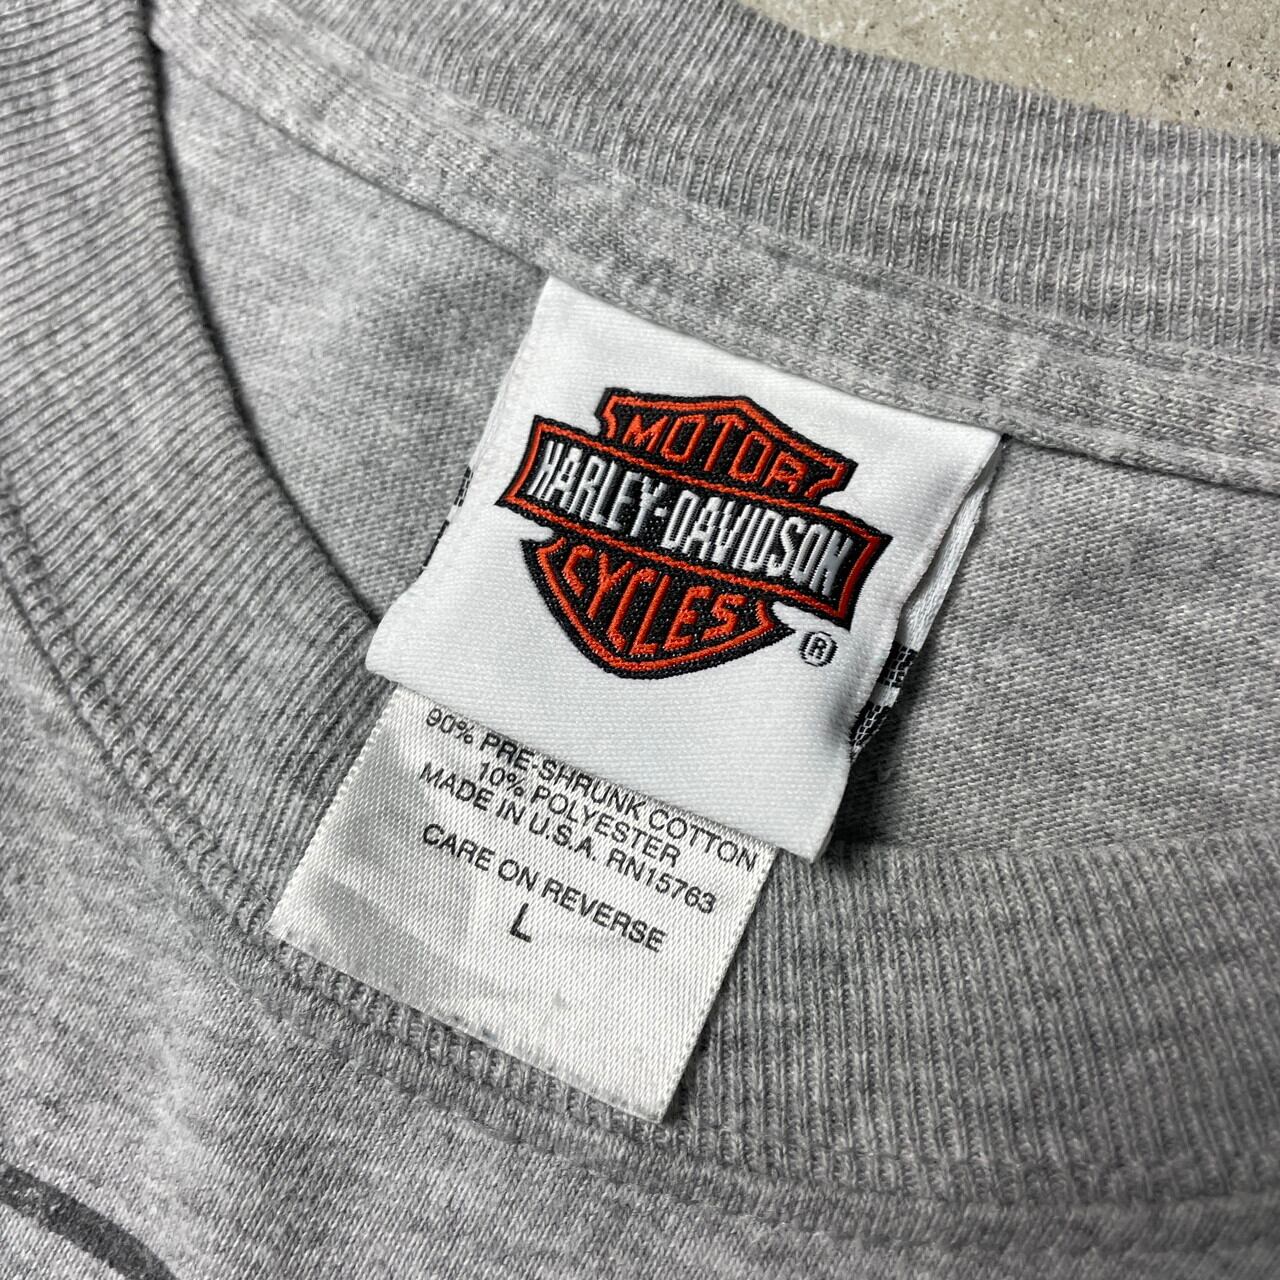 MOTOR
HARLEY-DAVIDSON
CYCLES
®
90% PRE-SHRUNK COTTON
10% POLYESTER
MADE IN U.S.A. RN15763
CARE ON REVERSE
L